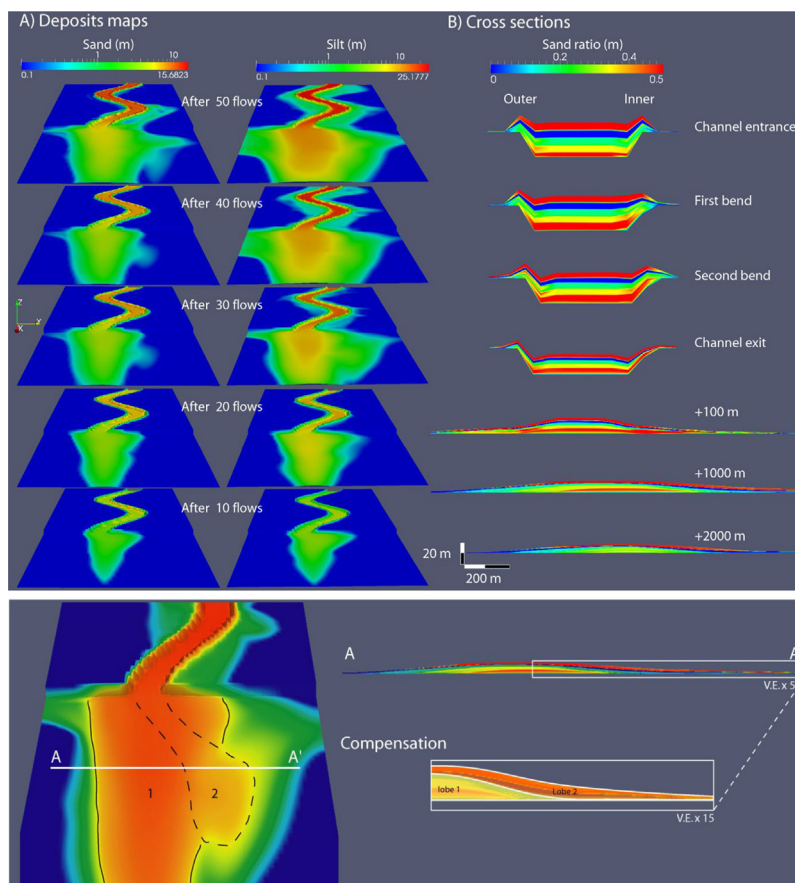 A) Deposits maps
B) Cross sections
Sand (m)
1 10
0.1 15.6823
Silt (m)
1 10
0.1 25.1777
Sand ratio (m)
0.2 0.4
0 0.5
Outer Inner
After 50 flows
After 40 flows
After 30 flows
After 20 flows
After 10 flows
Z
Y
X
Channel entrance
First bend
Second bend
Channel exit
+100 m
+1000 m
+2000 m
20 m
200 m
A A'
1 2
A A
V.E. x 5
Compensation
lobe 1 Lobe 2
V.E. x 15